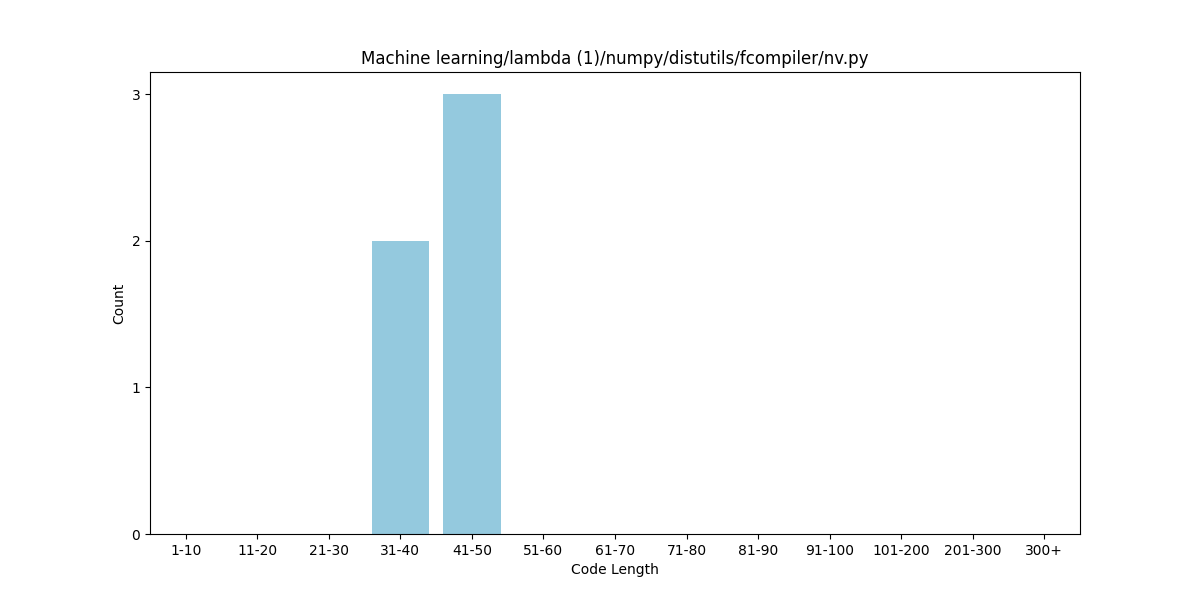 Machine learning/lambda (1)/numpy/distutils/fcompiler/nv.py
3
2
1
0
Count
1-10 11-20 21-30 31-40 41-50 51-60 61-70 71-80 81-90 91-100 101-200 201-300 300+
Code Length